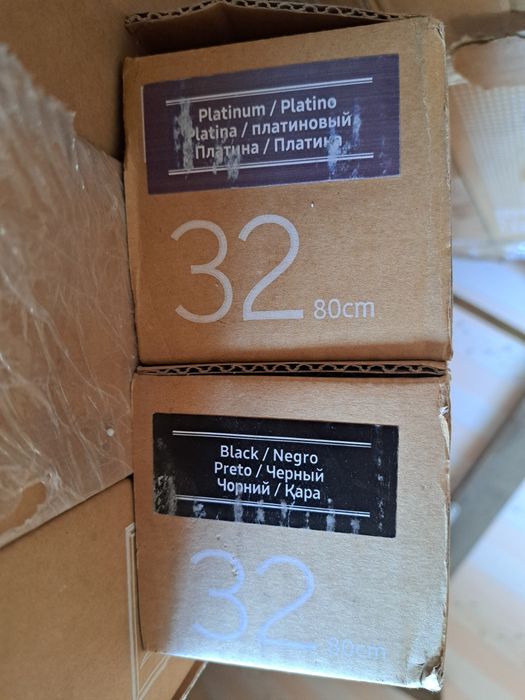 Platinum / Platino
Platina / платиновый
Платина / Платина
32
80cm
Black / Negro
Preto / Черный
Чорний / Қара
32
80cm